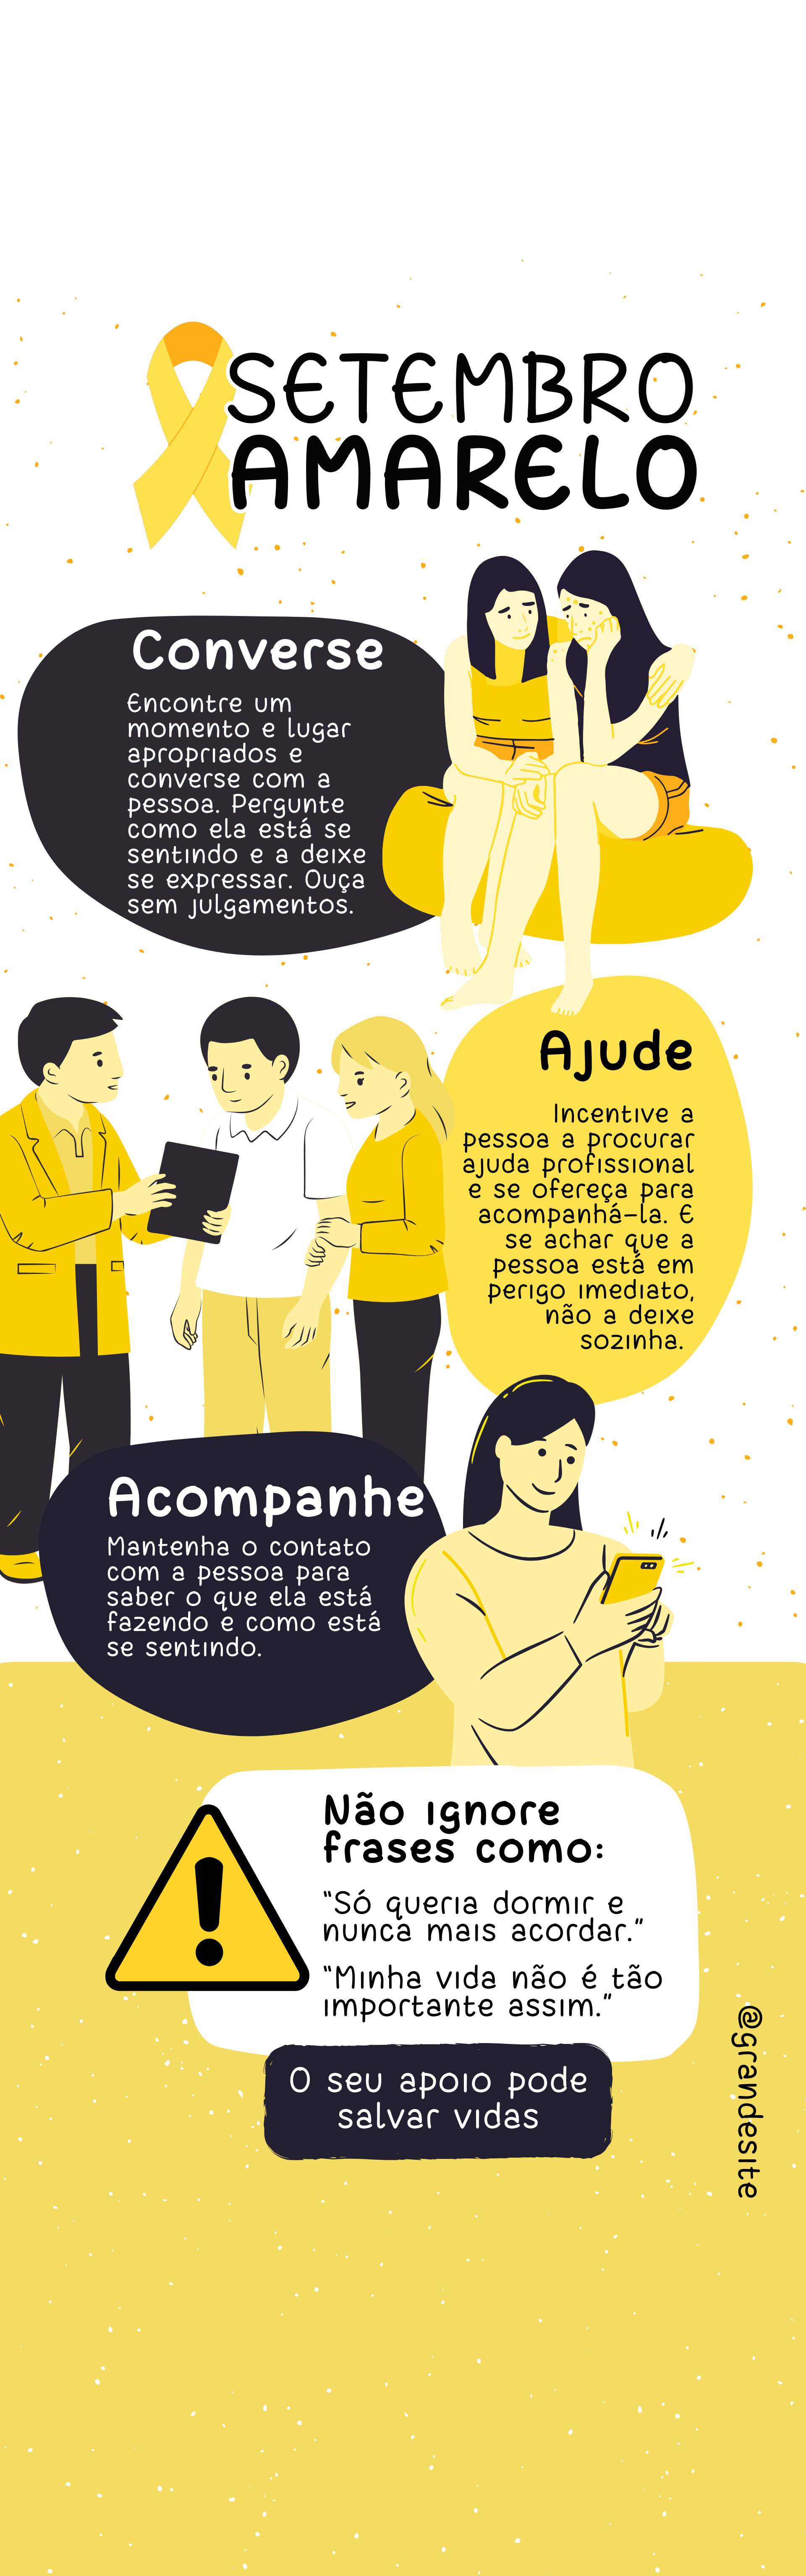 SETEMBRO
AMARELO
Converse
Encontre um
momento e lugar
apropriados e
converse com a
pessoa. Pergunte
como ela está se
sentindo e a deixe
se expressar. Ouça
sem julgamentos.
Ajude
Incentive a
pessoa a procurar
ajuda profissional
e se ofereça para
acompanhá-la. E
se achar que a
pessoa está em
perigo imediato,
não a deixe
sozinha.
Acompanhe
Mantenha o contato
com a pessoa para
saber o que ela está
fazendo e como está
se sentindo.
Não ignore
frases como:
"Só queria dormir e
nunca mais acordar."
"Minha vida não é tão
importante assim."
O seu apoio pode
salvar vidas
@grandesite